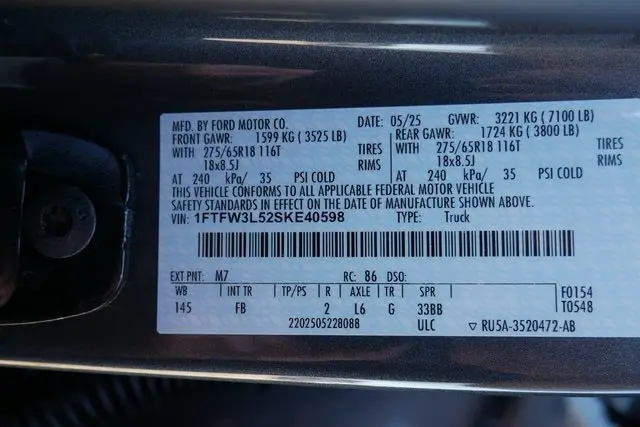 MFD. BY FORD MOTOR CO. DATE: 05/25 GVWR: 3221 KG ( 7100 LB)
FRONT GAWR: 1599 KG ( 3525 LB) REAR GAWR: 1724 KG ( 3800 LB)
WITH 275/65R18 116T TIRES WITH 275/65R18 116T TIRES
18x8.5J RIMS 18x8.5J RIMS
AT 240 kPa/ 35 PSI COLD AT 240 kPa/ 35 PSI COLD
THIS VEHICLE CONFORMS TO ALL APPLICABLE FEDERAL MOTOR VEHICLE
SAFETY STANDARDS IN EFFECT ON THE DATE OF MANUFACTURE SHOWN ABOVE.
VIN: 1FTFW3L52SKE40598 TYPE: Truck
EXT PNT: M7 RC: 86 DSO:
WB INT TR TP/PS R AXLE TR SPR F0154
145 FB 2 L6 G 33BB T0548
2202505228088 ULC ▽ RU5A-3520472-AB